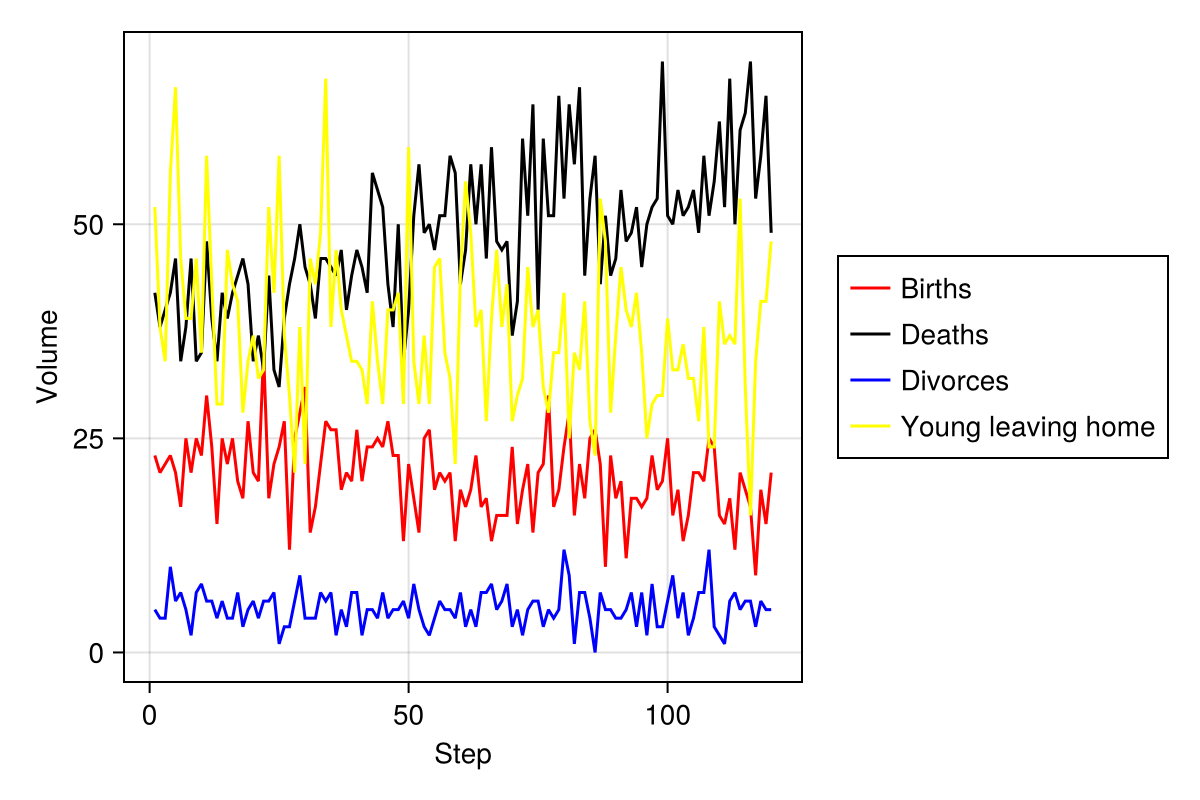 Volume
50
25
0
0
50
100
Step
Births
Deaths
Divorces
Young leaving home